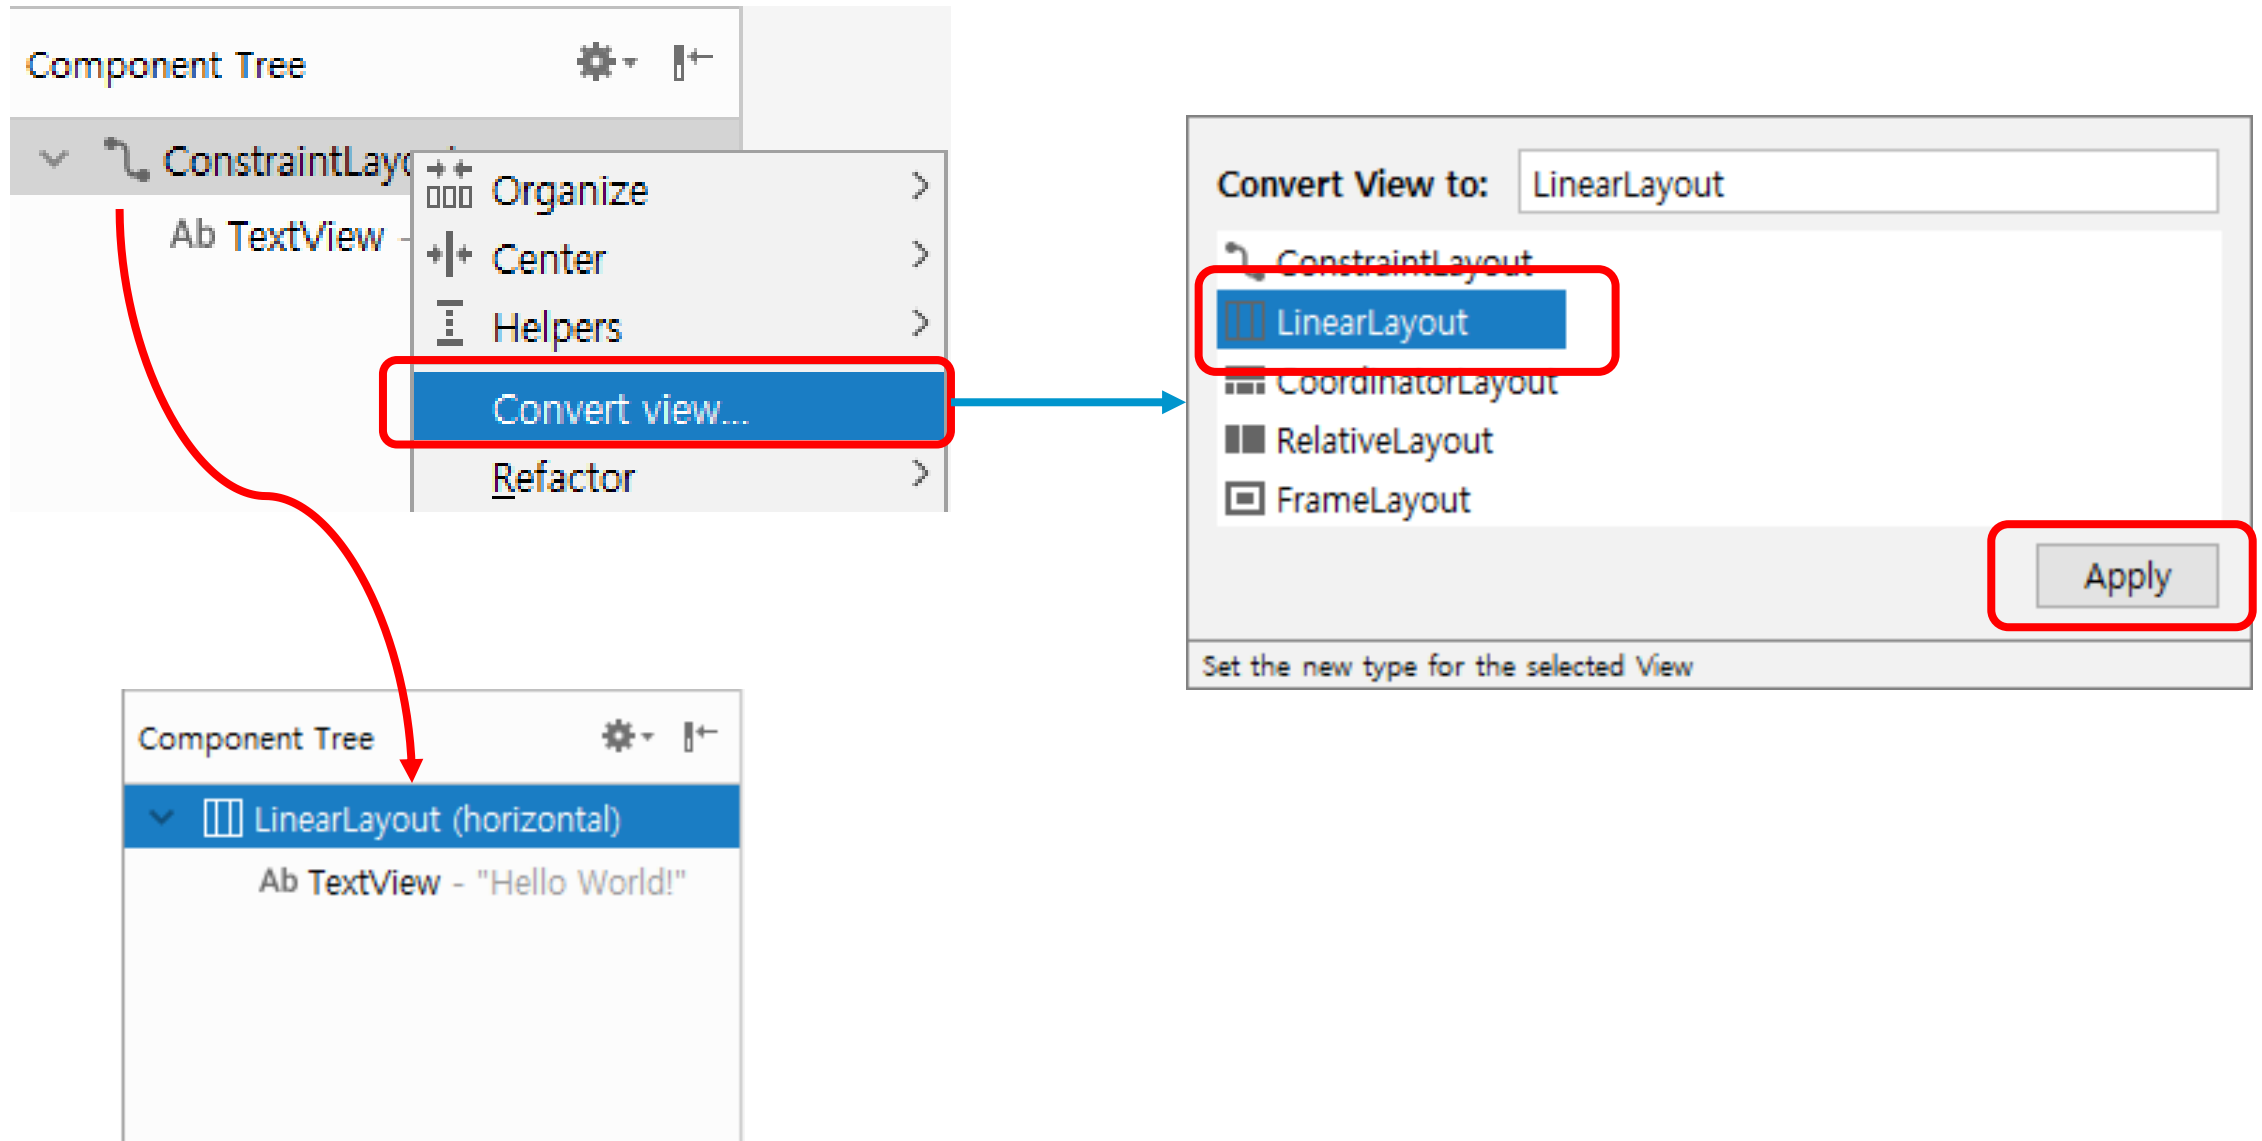 Component Tree
ConstraintLayo
Ab TextView -
Organize
Center
Helpers
Convert view...
Refactor
Convert View to: LinearLayout
ConstraintLayout
LinearLayout
CoordinatorLayout
RelativeLayout
FrameLayout
Apply
Set the new type for the selected View
Component Tree
LinearLayout (horizontal)
Ab TextView - "Hello World!"